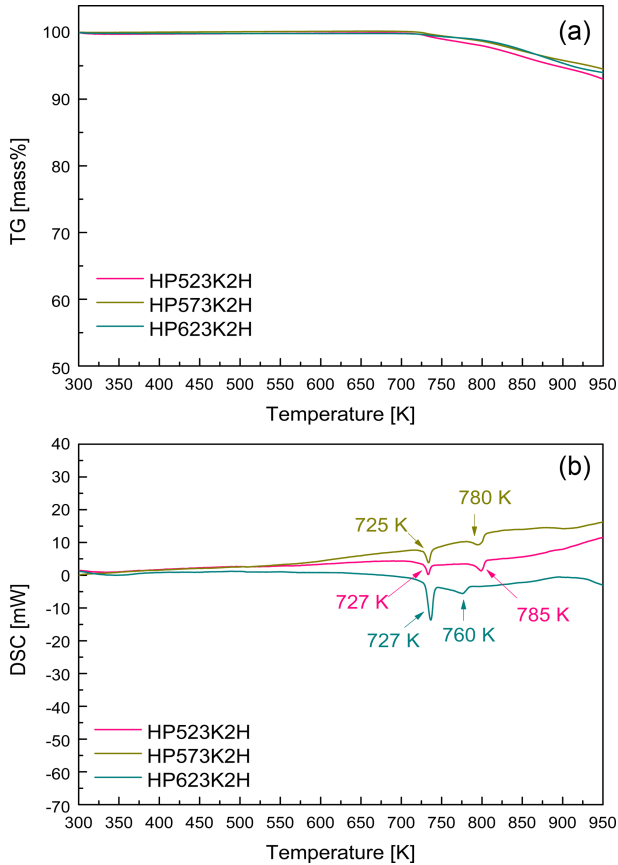 (a)
100
90
80
70
60
50
TG [mass%]
HP523K2H
HP573K2H
HP623K2H
300 350 400 450 500 550 600 650 700 750 800 850 900 950
Temperature [K]
(b)
40
30
20
10
0
-10
-20
-30
-40
-50
-60
-70
DSC [mW]
780 K
725 K
727 K
785 K
727 K
760 K
HP523K2H
HP573K2H
HP623K2H
300 350 400 450 500 550 600 650 700 750 800 850 900 950
Temperature [K]